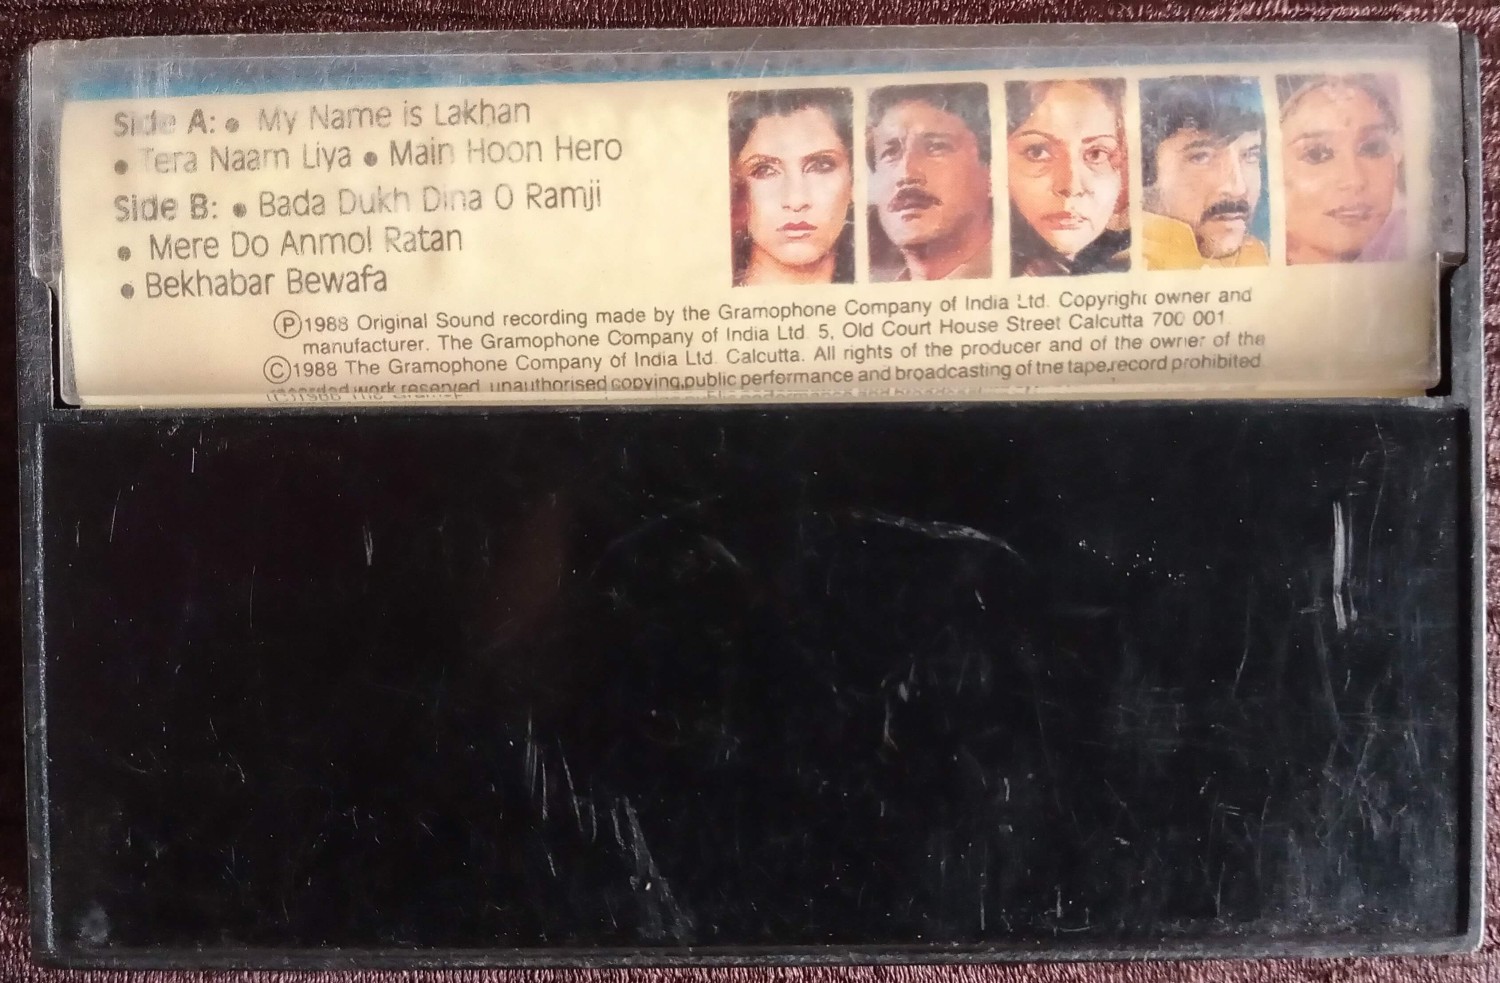 Side A: • My Name is Lakhan
• Tera Naam Liya • Main Hoon Hero
Side B: • Bada Dukh Dina O Ramji
• Mere Do Anmol Ratan
• Bekhabar Bewafa
Ⓟ1988 Original Sound recording made by the Gramophone Company of India Ltd. Copyright owner and
manufacturer. The Gramophone Company of India Ltd. 5, Old Court House Street Calcutta 700 001
©1988 The Gramophone Company of India Ltd. Calcutta. All rights of the producer and of the owner of the
recorded work reserved unauthorised copying,public performance and broadcasting of the tape,record prohibited